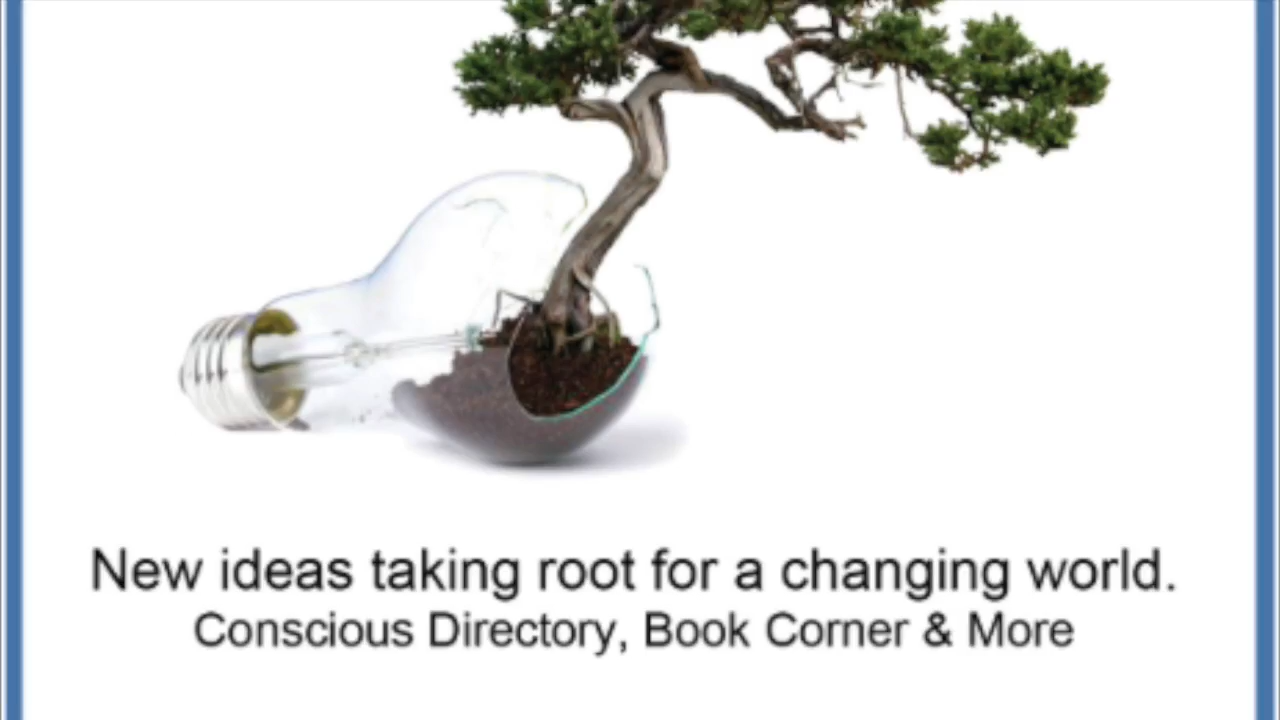 New ideas taking root for a changing world.
Conscious Directory, Book Corner & More